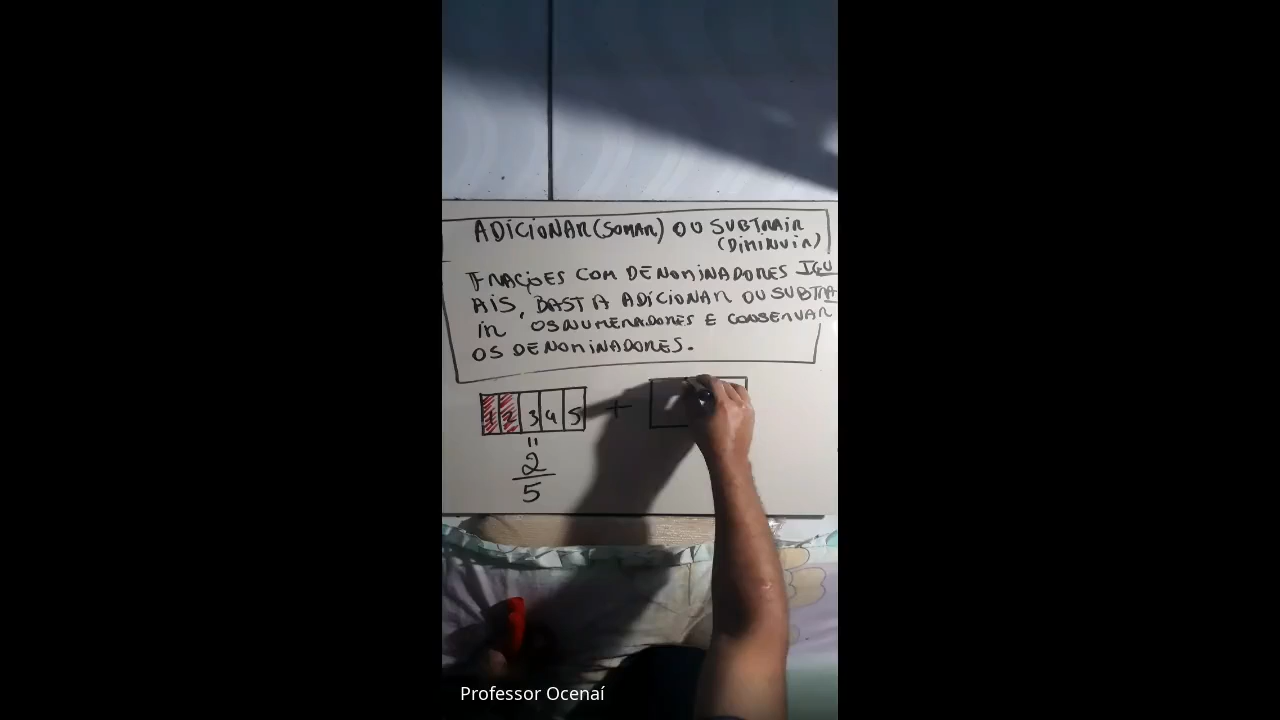 ADICIONAR (SOMAR) OU SUBTRAIR
(DIMINUIR)
FRAÇÕES COM DENOMINADORES IGU
AIS, BASTA ADICIONAR OU SUBTRA
IR OS NUMERADORES E CONSERVAR
OS DENOMINADORES.
1 2 3 4 5 +
=
2
5
Professor Ocenaí